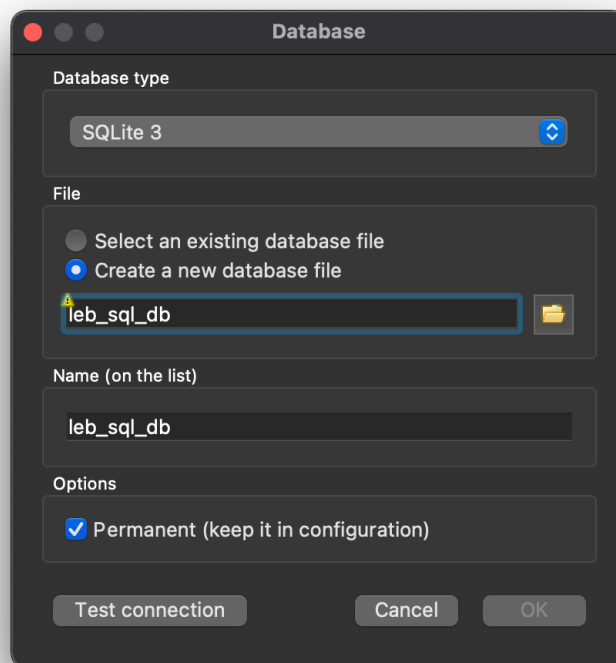 Database
Database type
SQLite 3
File
Select an existing database file
Create a new database file
leb_sql_db
Name (on the list)
leb_sql_db
Options
Permanent (keep it in configuration)
Test connection Cancel OK